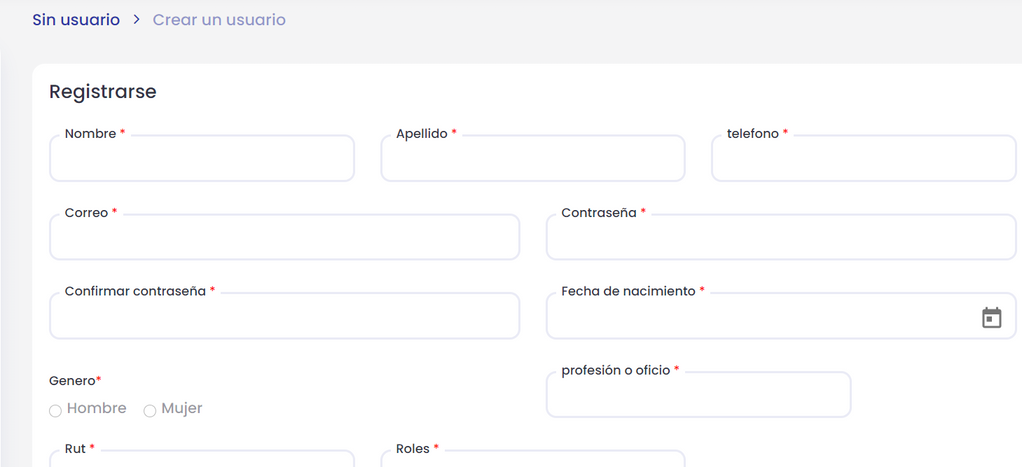 Sin usuario > Crear un usuario
Registrarse
Nombre * Apellido * telefono *
Correo * Contraseña *
Confirmar contraseña * Fecha de nacimiento *
profesión o oficio *
Genero*
Hombre Mujer
Rut * Roles *